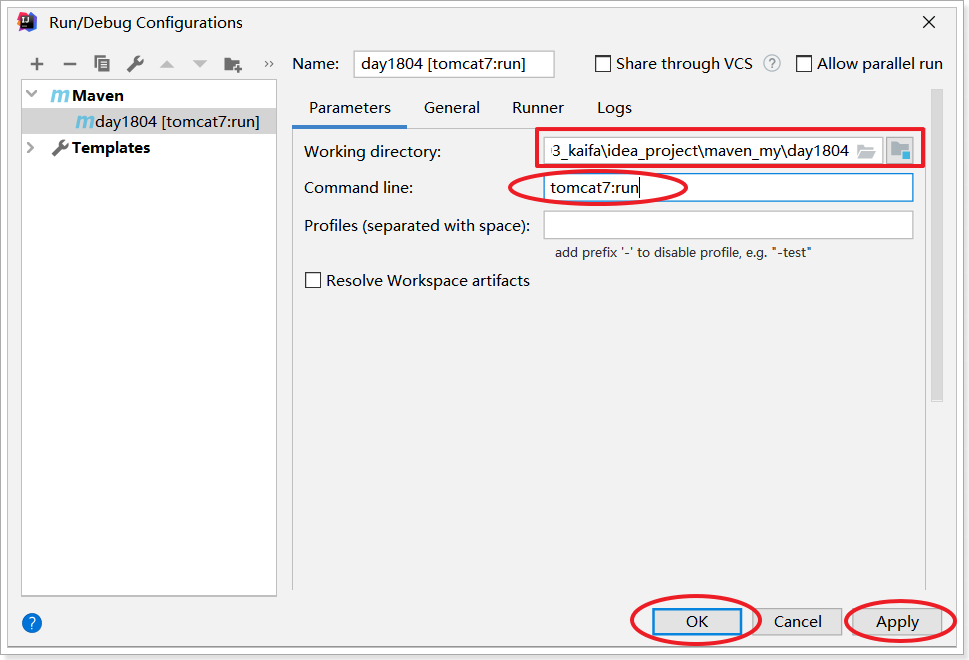 Run/Debug Configurations
Name: day1804 [tomcat7:run] Share through VCS ? Allow parallel run
Maven
day1804 [tomcat7:run]
Templates
Parameters General Runner Logs
Working directory: 3_kaifa\idea_project\maven_my\day1804
Command line: tomcat7:run
Profiles (separated with space):
add prefix '-' to disable profile, e.g. "-test"
Resolve Workspace artifacts
? OK Cancel Apply